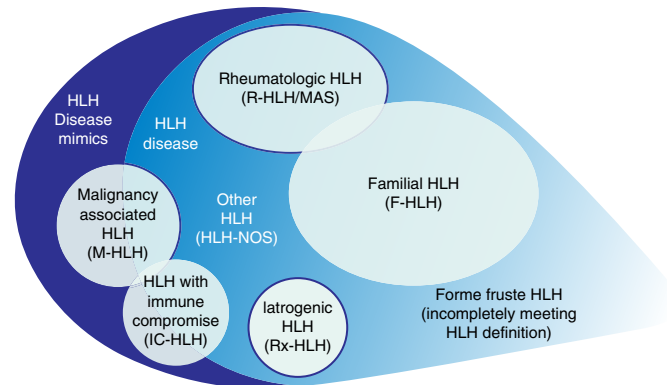 Rheumatologic HLH
(R-HLH/MAS)
HLH
Disease
mimics
HLH
disease
Familial HLH
(F-HLH)
Malignancy
associated
HLH
(M-HLH)
Other
HLH
(HLH-NOS)
HLH with
immune
compromise
(IC-HLH)
Iatrogenic
HLH
(Rx-HLH)
Forme fruste HLH
(incompletely meeting
HLH definition)